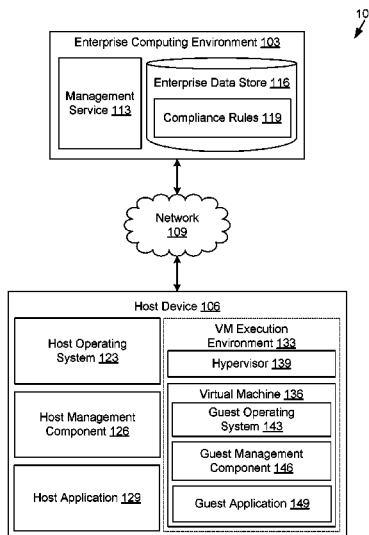 10
Enterprise Computing Environment 103
Management
Service 113
Enterprise Data Store 116
Compliance Rules 119
Network
109
Host Device 106
Host Operating
System 123
Host Management
Component 126
Host Application 129
VM Execution
Environment 133
Hypervisor 139
Virtual Machine 136
Guest Operating
System 143
Guest Management
Component 146
Guest Application 149